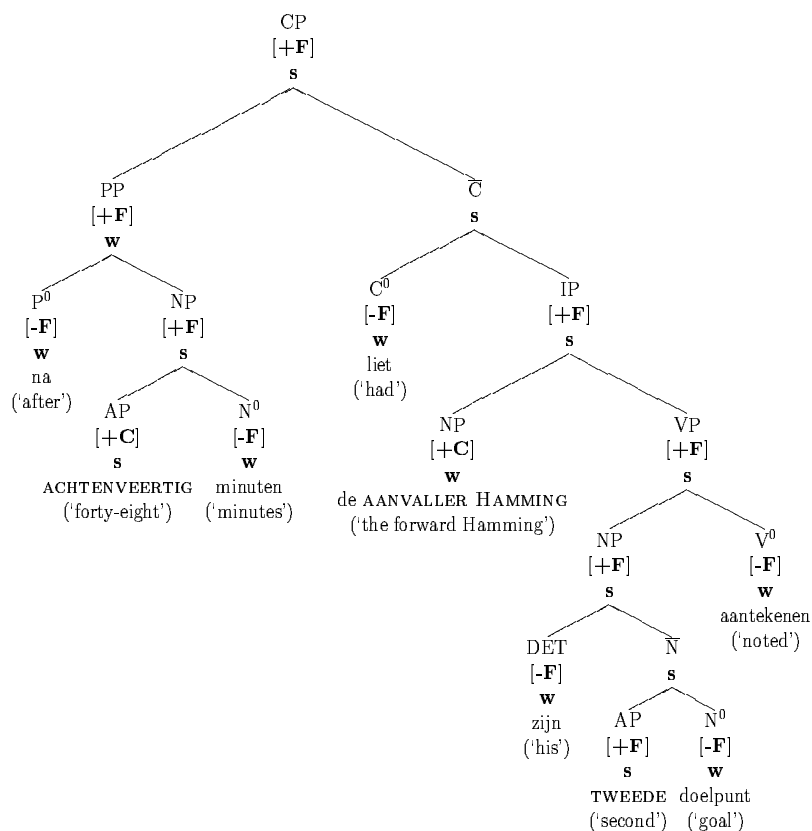 CP
[+F]
s
PP C̅
[+F] s
w
P⁰ NP C⁰ IP
[-F] [+F] [-F] [+F]
w s w s
na liet
('after') ('had')
AP N⁰ NP VP
[+C] [-F] [+C] [+F]
s w w s
ACHTENVEERTIG minuten de AANVALLER HAMMING
('forty-eight') ('minutes') ('the forward Hamming')
NP V⁰
[+F] [-F]
s w
aantekenen
('noted')
DET N̅
[-F] s
w
zijn
('his')
AP N⁰
[+F] [-F]
s w
TWEEDE doelpunt
('second') ('goal')